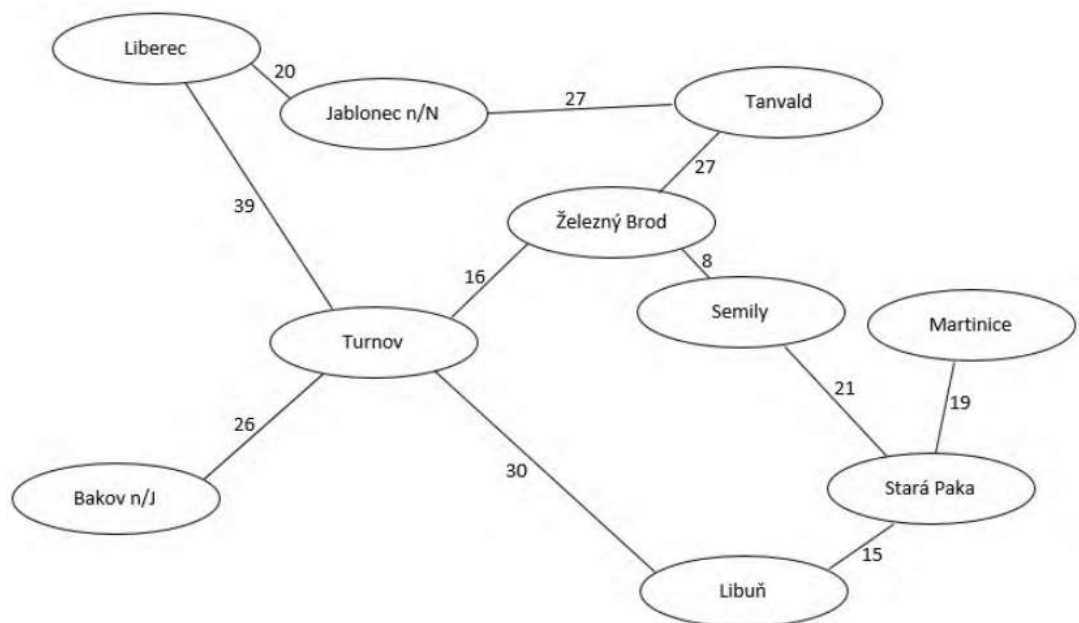 Liberec
20
Jablonec n/N
27
Tanvald
27
39
Železný Brod
16
8
Semily
Martinice
Turnov
21
19
26
30
Bakov n/J
Stará Paka
15
Libuň